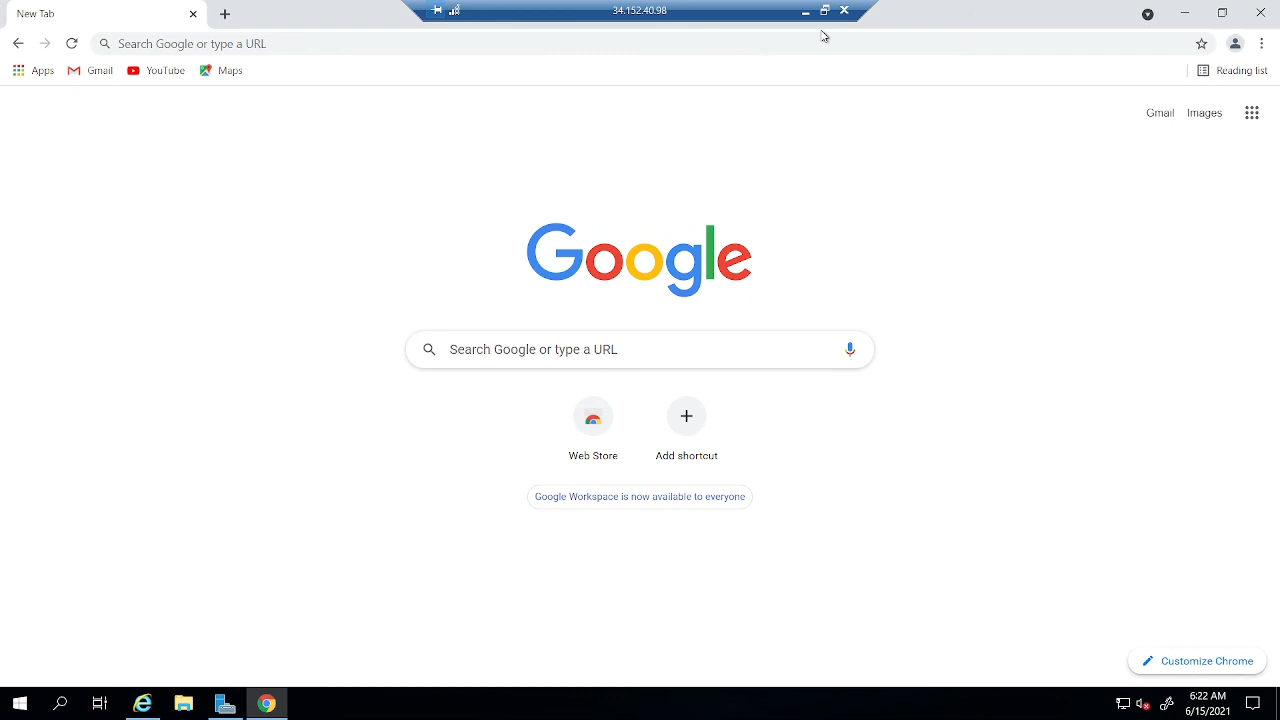 New Tab
34.152.40.98
Search Google or type a URL
Apps
Gmail
YouTube
Maps
Reading list
Gmail
Images
Google
Search Google or type a URL
Web Store
Add shortcut
Google Workspace is now available to everyone
Customize Chrome
6:22 AM
6/15/2021